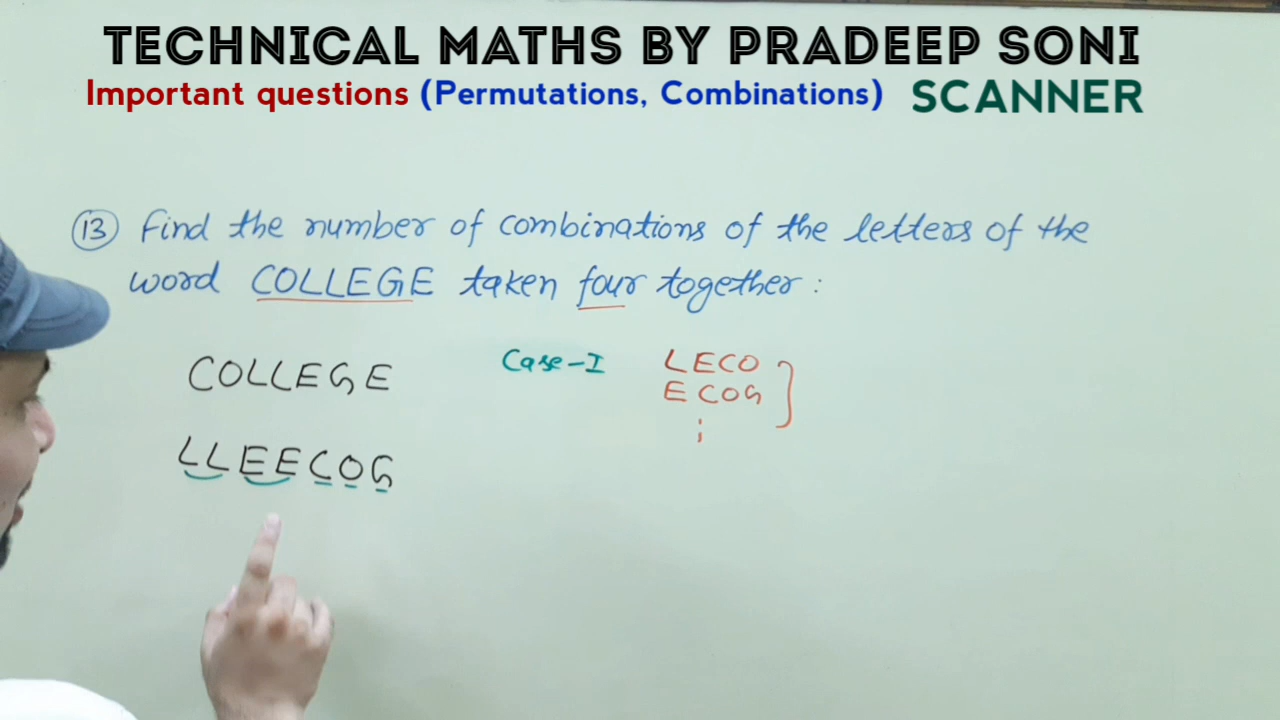 TECHNICAL MATHS BY PRADEEP SONI
Important questions (Permutations, Combinations) SCANNER
13 Find the number of combinations of the letters of the
word COLLEGE taken four together :
COLLEGE
Case-I LECO
ECOG
LLEECOG